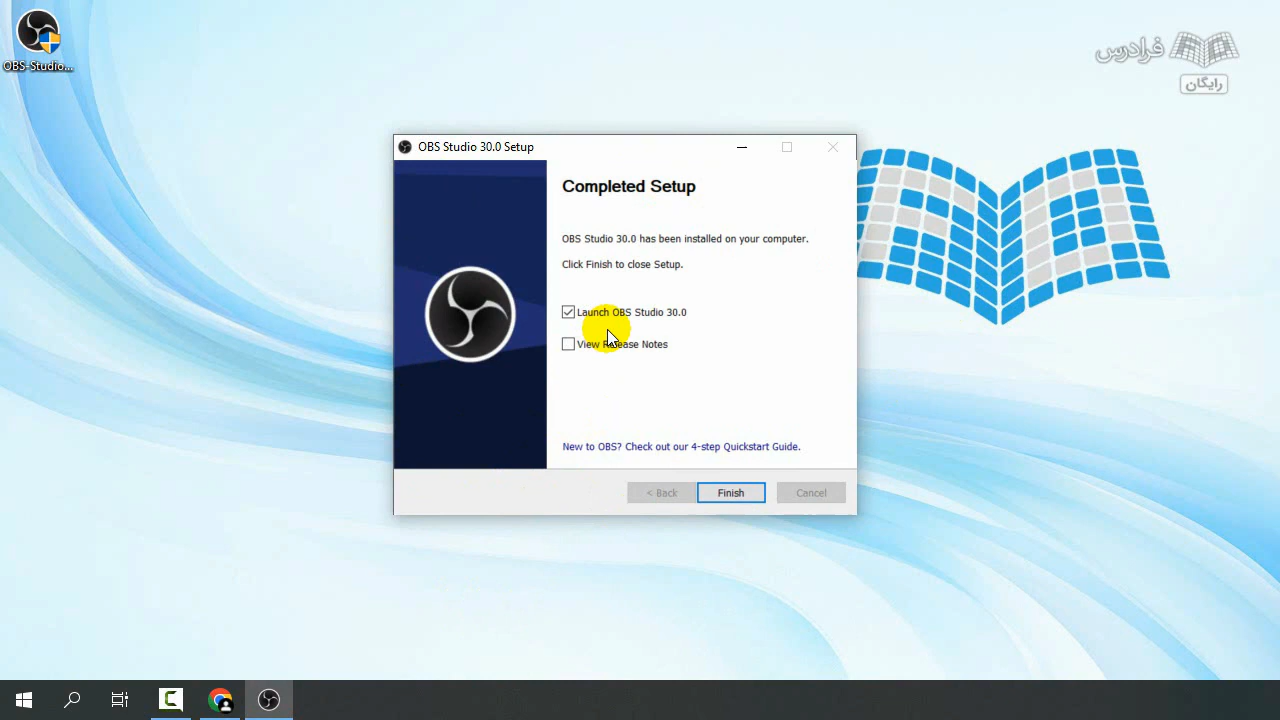 OBS-Studio...
فرادرس
رایگان
OBS Studio 30.0 Setup
Completed Setup
OBS Studio 30.0 has been installed on your computer.
Click Finish to close Setup.
Launch OBS Studio 30.0
View Release Notes
New to OBS? Check out our 4-step Quickstart Guide.
< Back
Finish
Cancel